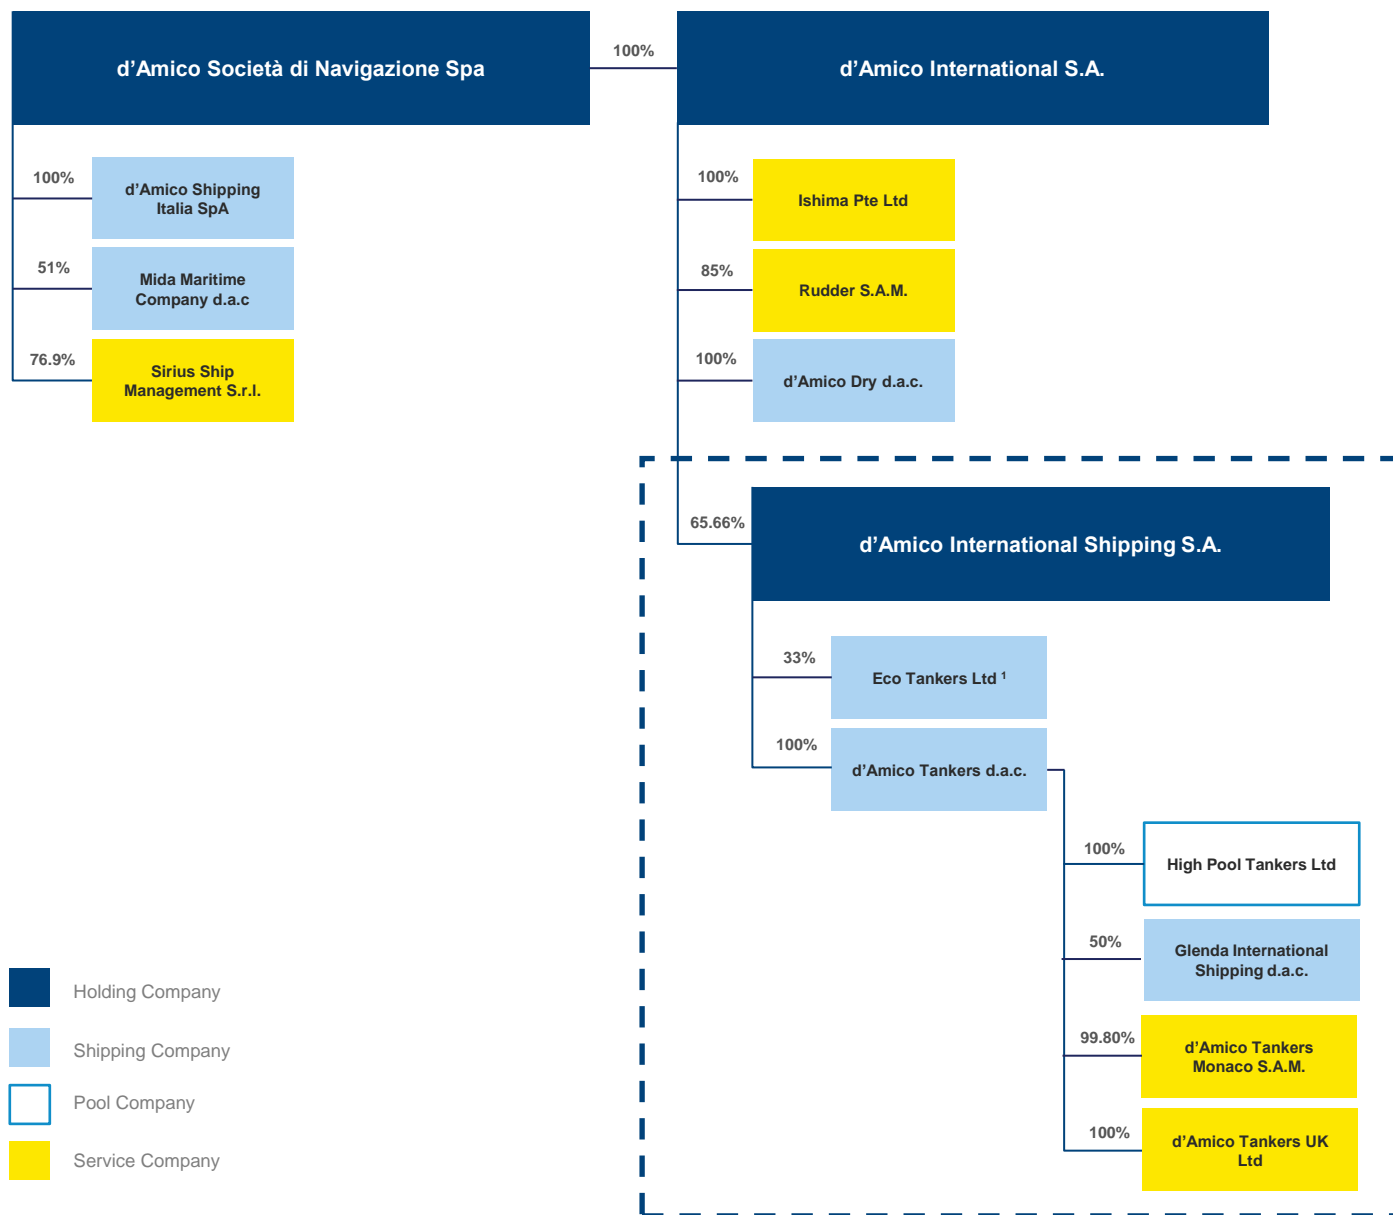 d'Amico Società di Navigazione Spa
100%
d'Amico International S.A.
100%
d'Amico Shipping
Italia SpA
51%
Mida Maritime
Company d.a.c
76.9%
Sirius Ship
Management S.r.l.
100%
Ishima Pte Ltd
85%
Rudder S.A.M.
100%
d'Amico Dry d.a.c.
65.66%
d'Amico International Shipping S.A.
33%
Eco Tankers Ltd ¹
100%
d'Amico Tankers d.a.c.
100%
High Pool Tankers Ltd
50%
Glenda International
Shipping d.a.c.
99.80%
d'Amico Tankers
Monaco S.A.M.
100%
d'Amico Tankers UK
Ltd
Holding Company
Shipping Company
Pool Company
Service Company